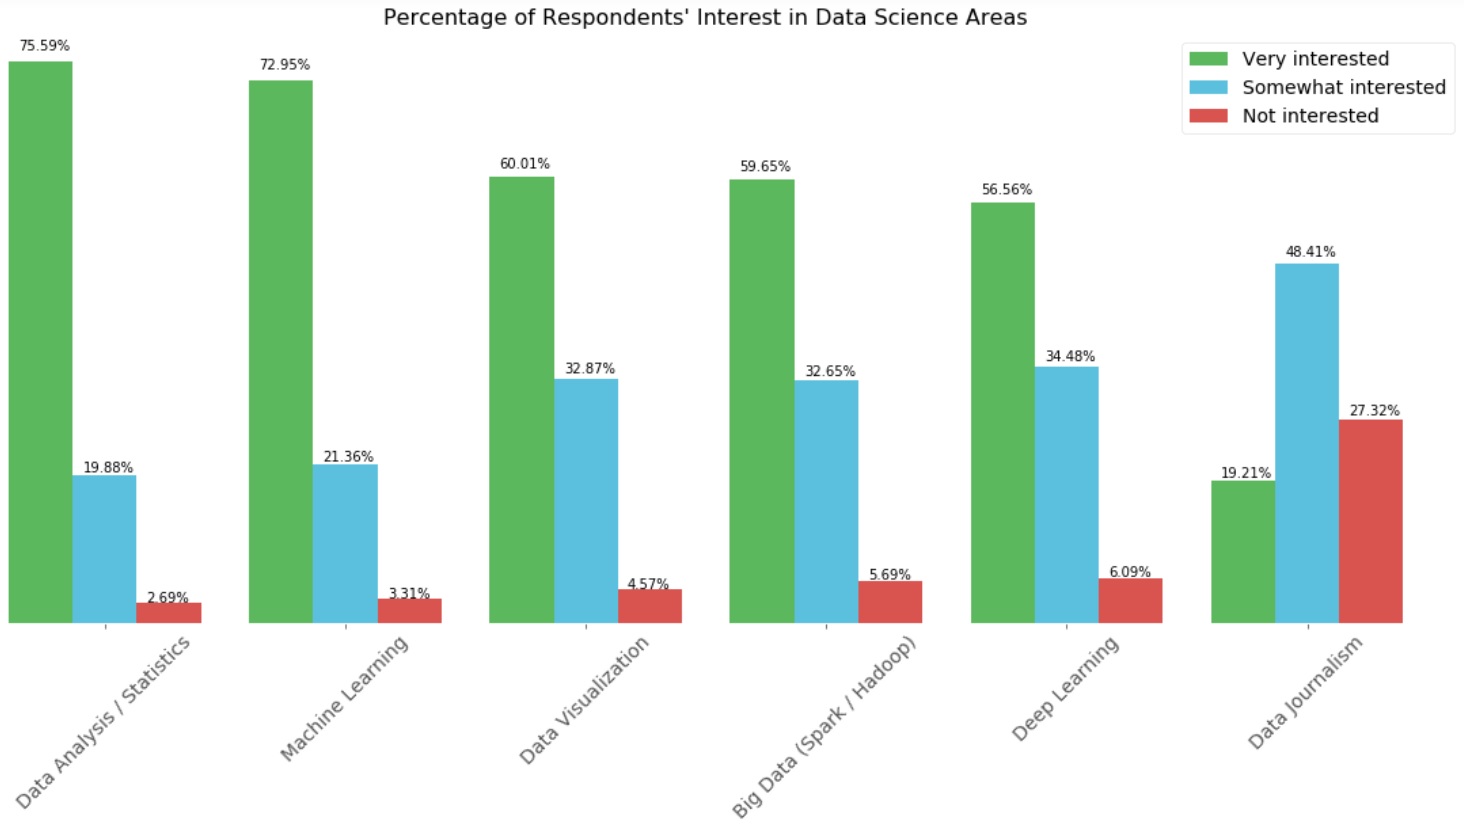 Percentage of Respondents' Interest in Data Science Areas
Very interested
Somewhat interested
Not interested
75.59%
19.88%
2.69%
72.95%
21.36%
3.31%
60.01%
32.87%
4.57%
59.65%
32.65%
5.69%
56.56%
34.48%
6.09%
19.21%
48.41%
27.32%
Data Analysis / Statistics
Machine Learning
Data Visualization
Big Data (Spark / Hadoop)
Deep Learning
Data Journalism